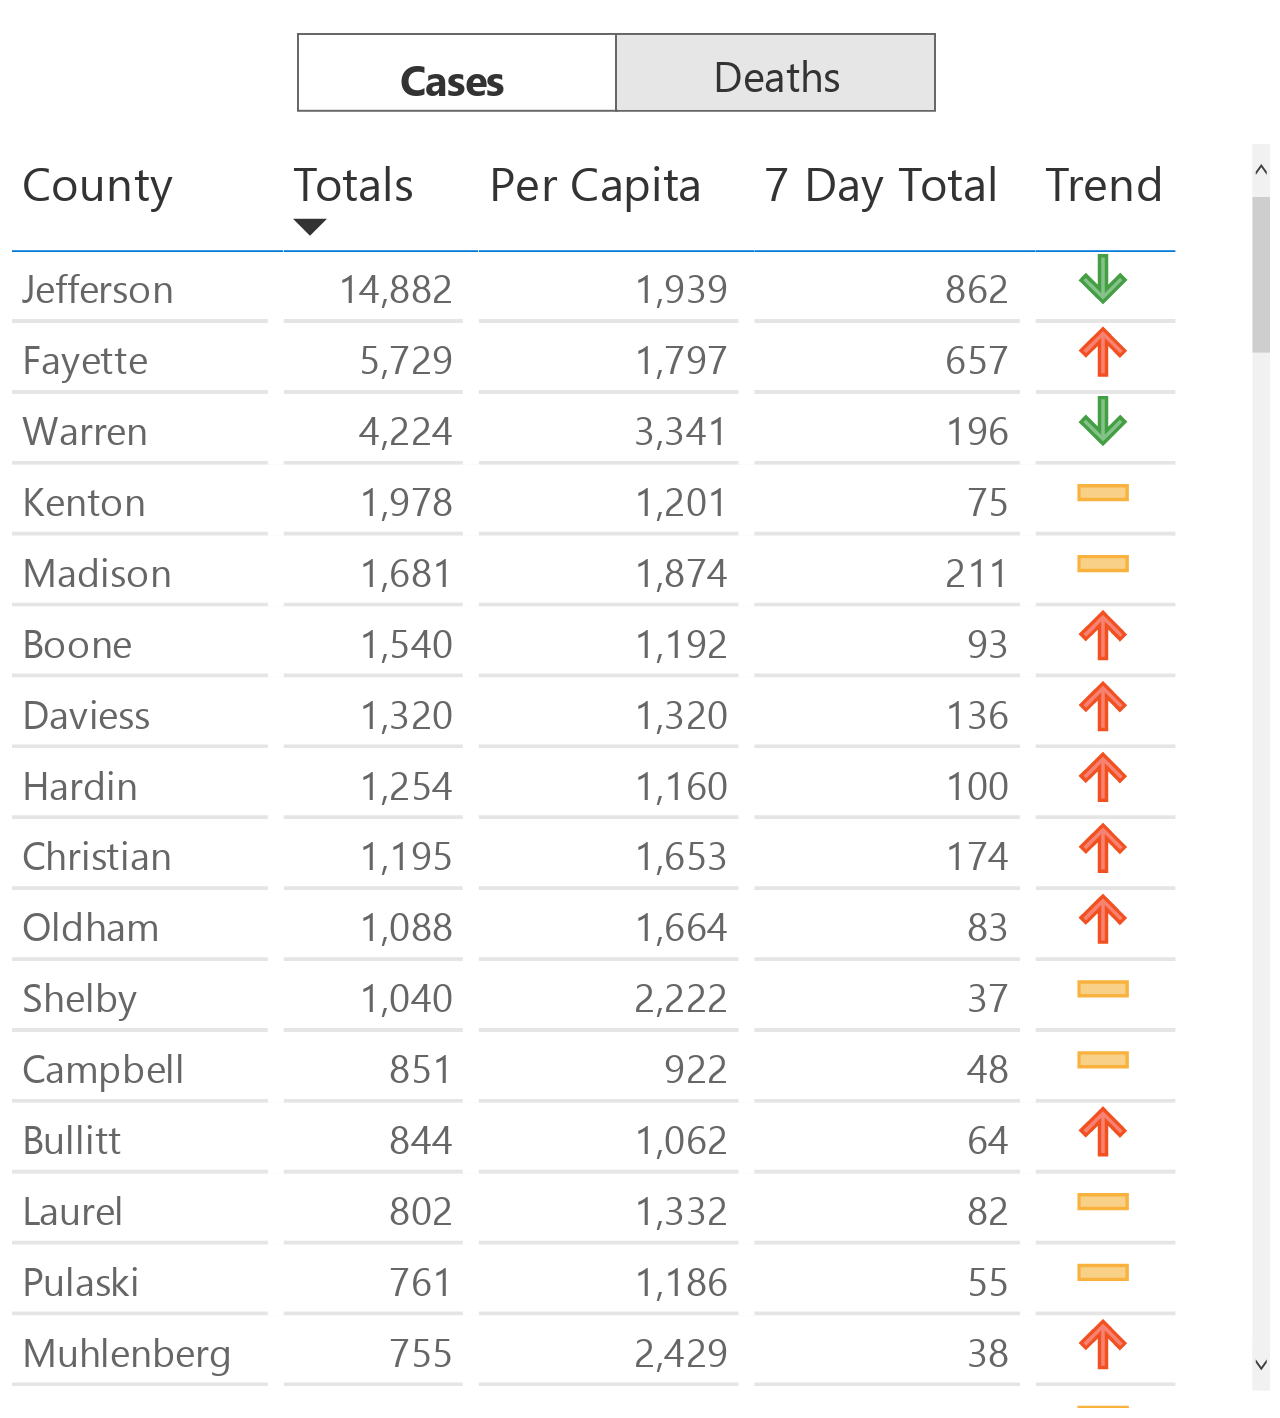 Cases Deaths
County Totals Per Capita 7 Day Total Trend
Jefferson 14,882 1,939 862
Fayette 5,729 1,797 657
Warren 4,224 3,341 196
Kenton 1,978 1,201 75
Madison 1,681 1,874 211
Boone 1,540 1,192 93
Daviess 1,320 1,320 136
Hardin 1,254 1,160 100
Christian 1,195 1,653 174
Oldham 1,088 1,664 83
Shelby 1,040 2,222 37
Campbell 851 922 48
Bullitt 844 1,062 64
Laurel 802 1,332 82
Pulaski 761 1,186 55
Muhlenberg 755 2,429 38